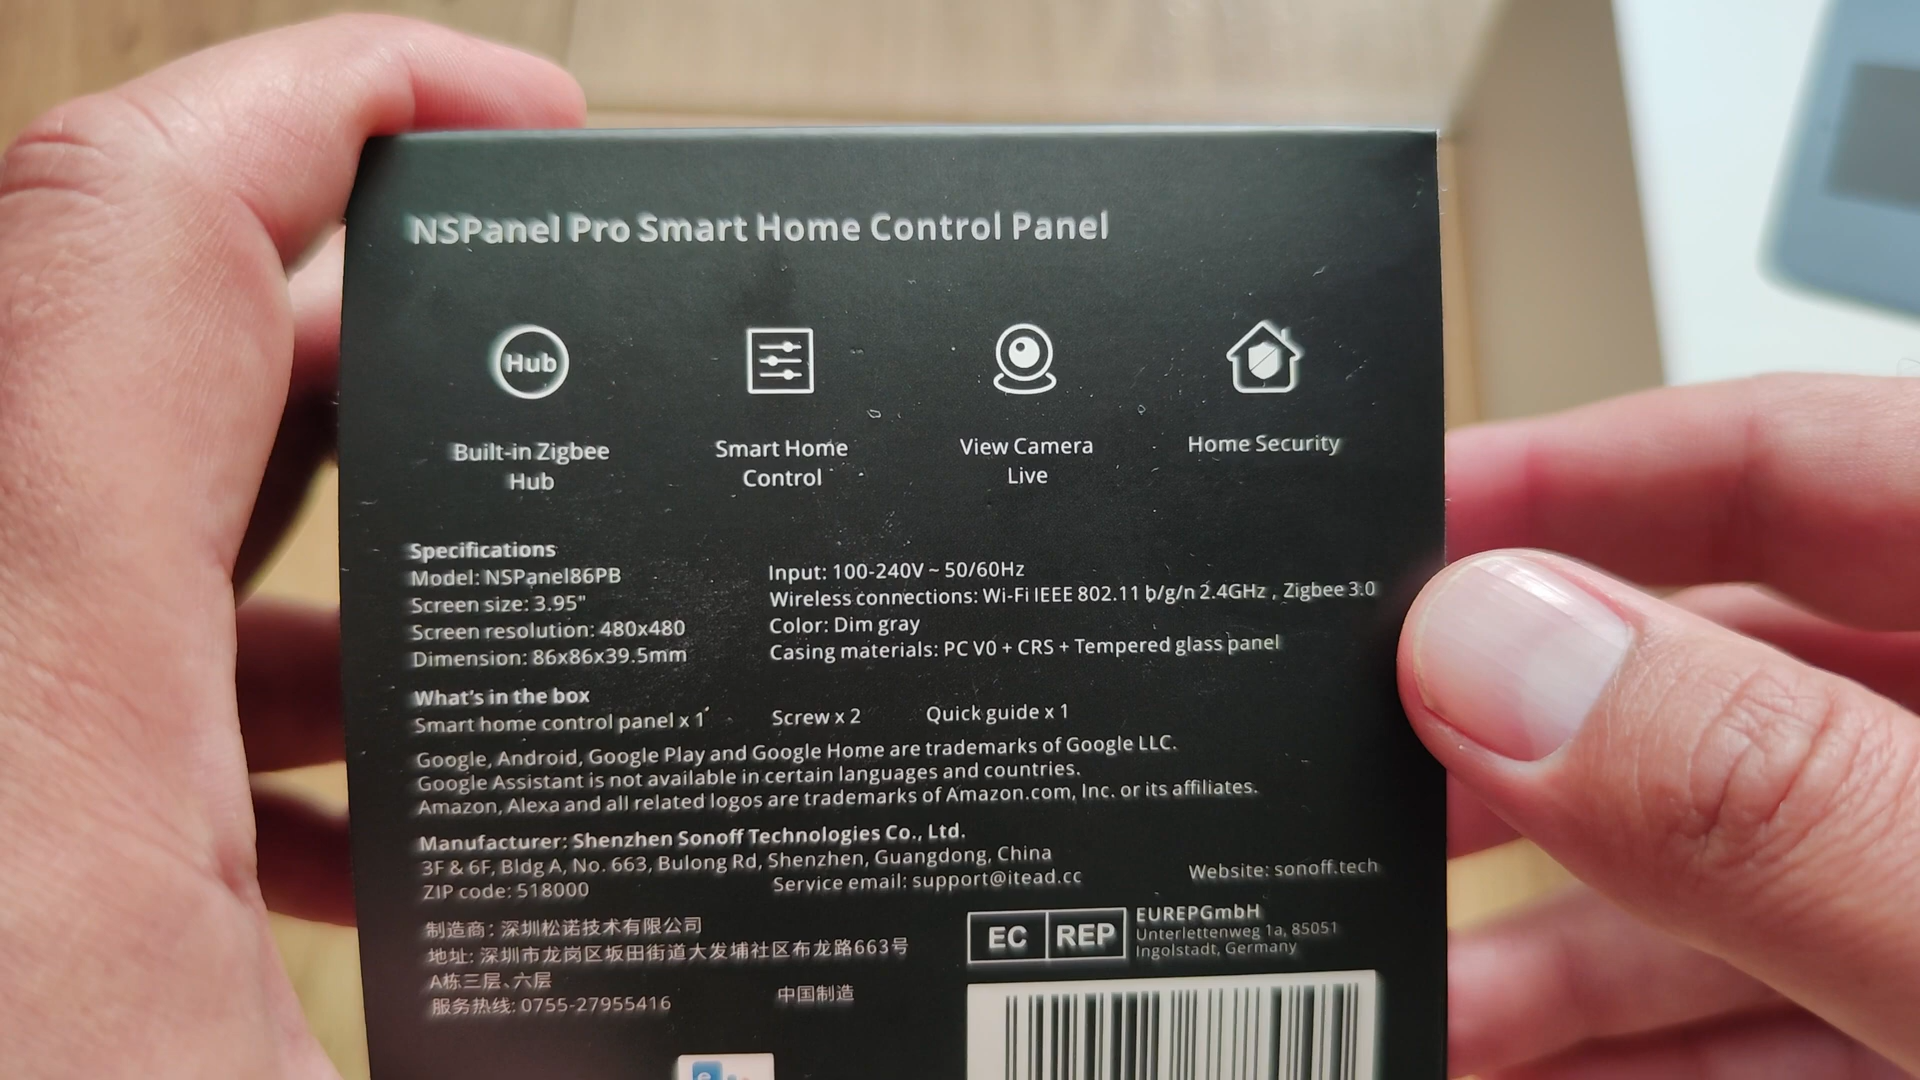 NSPanel Pro Smart Home Control Panel
Hub
Built-in Zigbee
Hub
Smart Home
Control
View Camera
Live
Home Security
Specifications
Model: NSPanel86PB
Screen size: 3.95"
Screen resolution: 480x480
Dimension: 86x86x39.5mm
Input: 100-240V ~ 50/60Hz
Wireless connections: Wi-Fi IEEE 802.11 b/g/n 2.4GHz , Zigbee 3.0
Color: Dim gray
Casing materials: PC V0 + CRS + Tempered glass panel
What's in the box
Smart home control panel x 1
Screw x 2
Quick guide x 1
Google, Android, Google Play and Google Home are trademarks of Google LLC.
Google Assistant is not available in certain languages and countries.
Amazon, Alexa and all related logos are trademarks of Amazon.com, Inc. or its affiliates.
Manufacturer: Shenzhen Sonoff Technologies Co., Ltd.
3F & 6F, Bldg A, No. 663, Bulong Rd, Shenzhen, Guangdong, China
ZIP code: 518000
Service email: support@itead.cc
Website: sonoff.tech
制造商: 深圳松诺技术有限公司
地址: 深圳市龙岗区坂田街道大发埔社区布龙路663号
A栋三层、六层
服务热线: 0755-27955416
中国制造
EC REP
EUREPGmbH
Unterlettenweg 1a, 85051
Ingolstadt, Germany